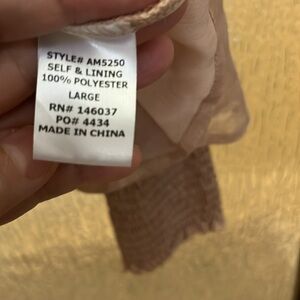 STYLE# AM5250
SELF & LINING
100% POLYESTER
LARGE
RN# 146037
PO# 4434
MADE IN CHINA